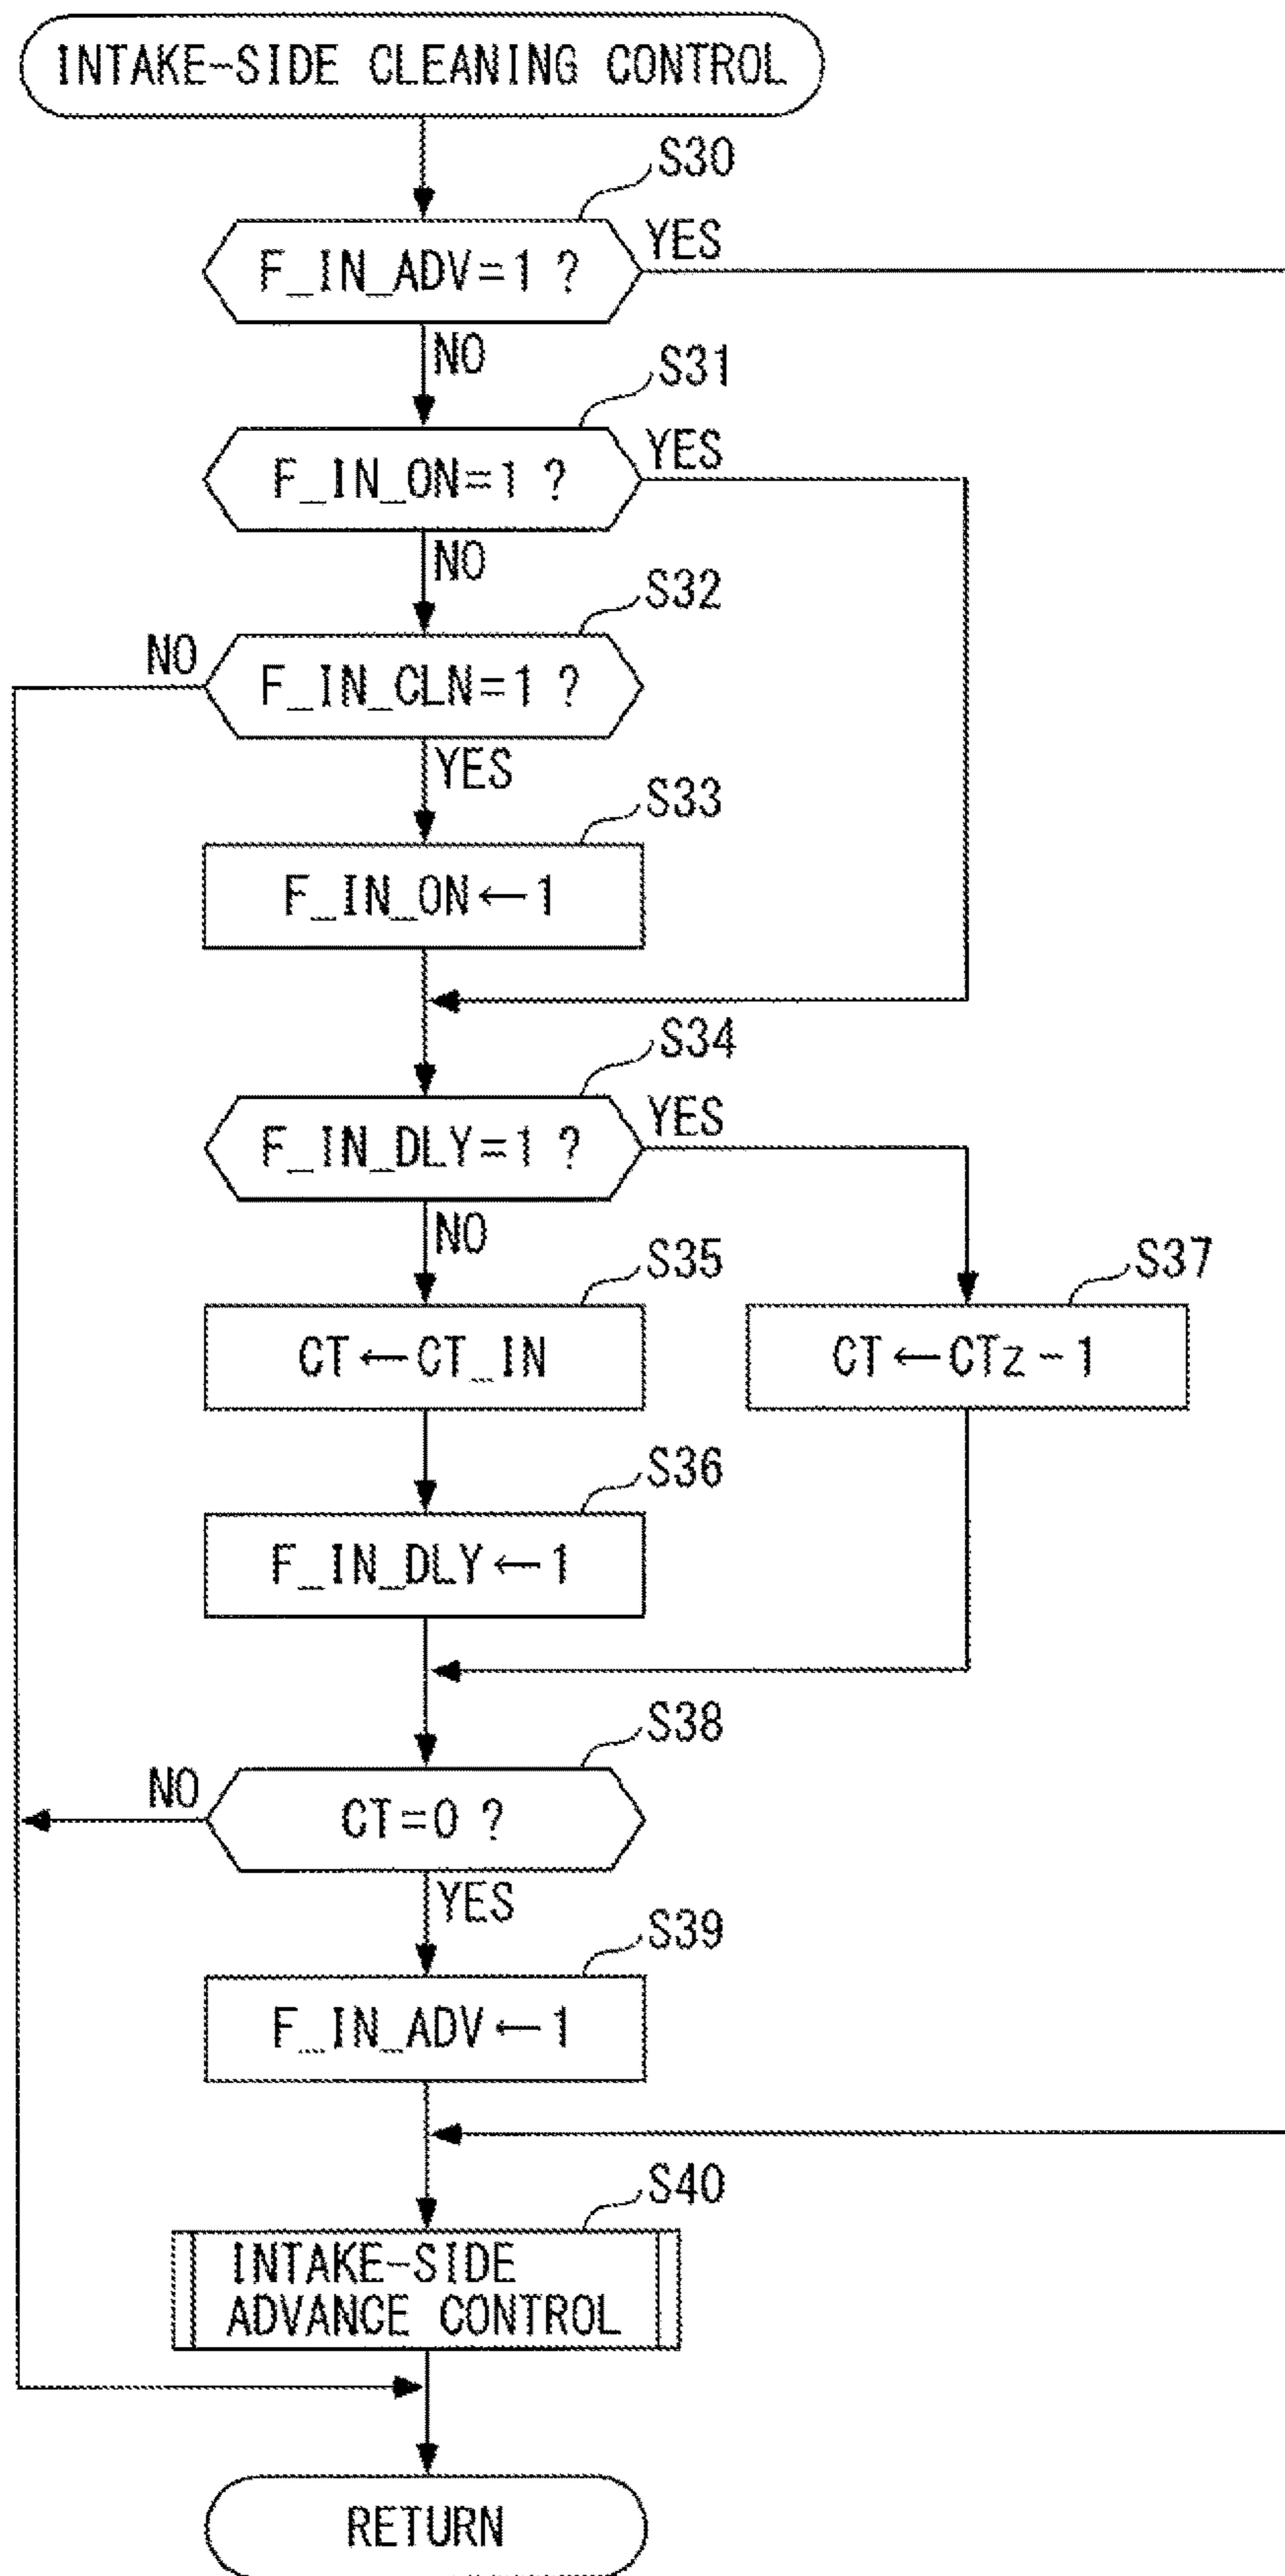 INTAKE-SIDE CLEANING CONTROL
S30
F_IN_ADV=1 ?
YES
NO
S31
F_IN_ON=1 ?
YES
NO
S32
NO
F_IN_CLN=1 ?
YES
S33
F_IN_ON←1
S34
F_IN_DLY=1 ?
YES
NO
S35
CT←CT_IN
S37
CT←CTz-1
S36
F_IN_DLY←1
S38
NO
CT=0 ?
YES
S39
F_IN_ADV←1
S40
INTAKE-SIDE
ADVANCE CONTROL
RETURN